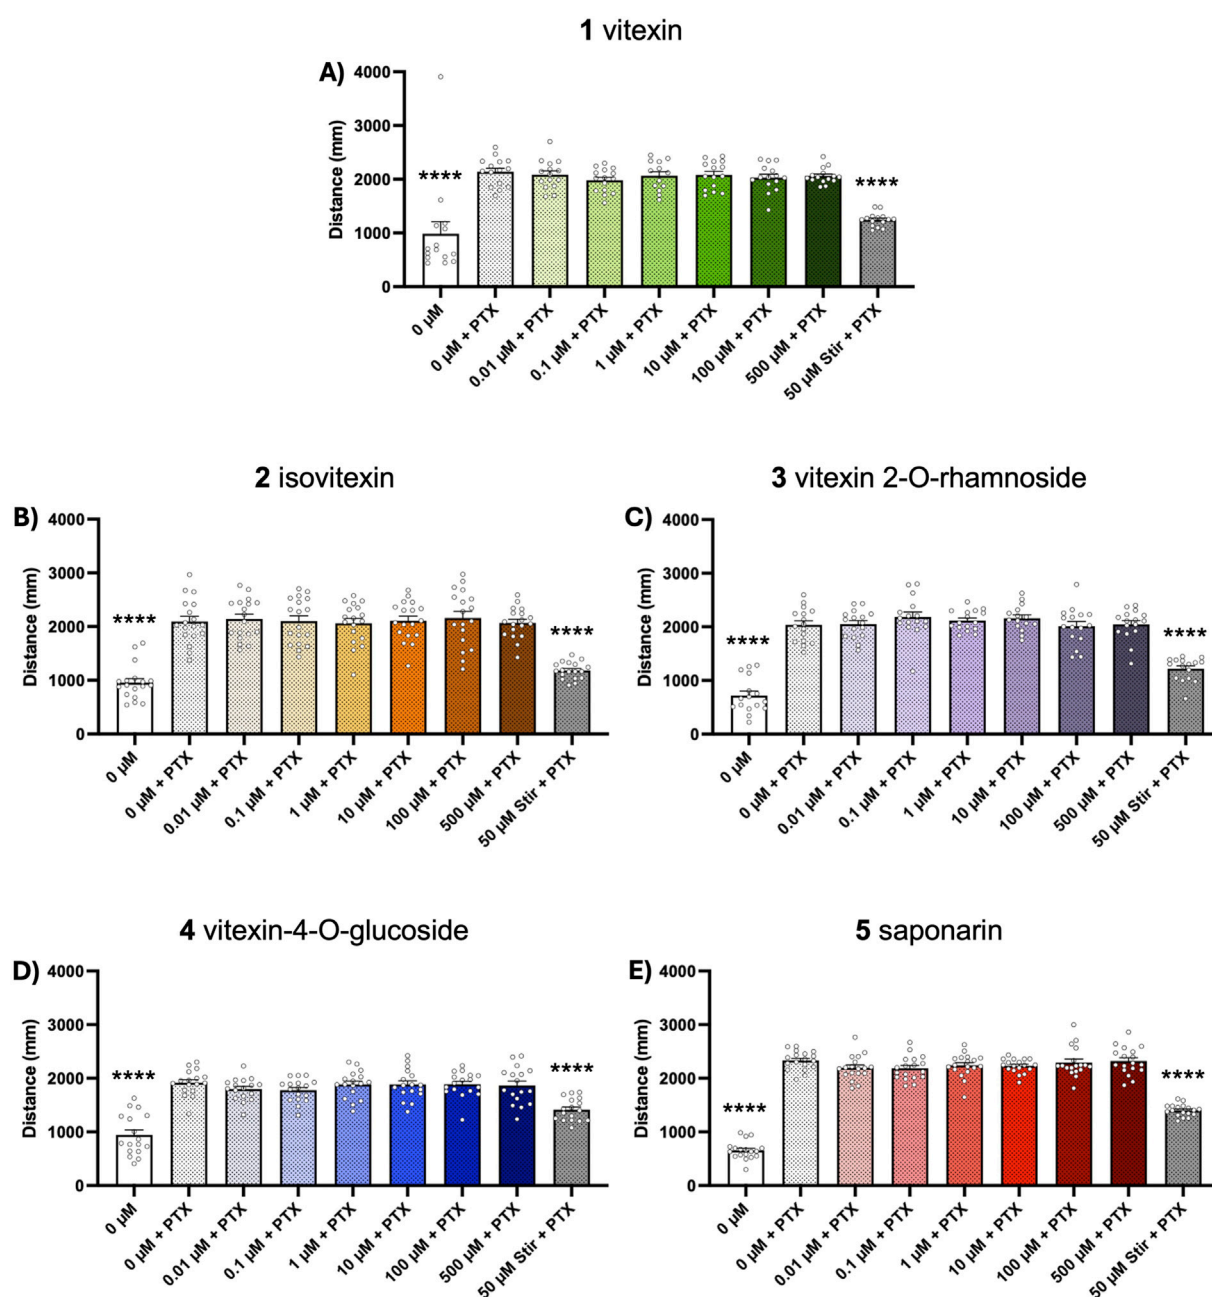 1 vitexin
A)
Distance (mm)
4000
3000
2000
1000
0
****
****
0 µM
0 µM + PTX
0.01 µM + PTX
0.1 µM + PTX
1 µM + PTX
10 µM + PTX
100 µM + PTX
500 µM + PTX
50 µM Stir + PTX
2 isovitexin
B)
Distance (mm)
4000
3000
2000
1000
0
****
****
0 µM
0 µM + PTX
0.01 µM + PTX
0.1 µM + PTX
1 µM + PTX
10 µM + PTX
100 µM + PTX
500 µM + PTX
50 µM Stir + PTX
3 vitexin 2-O-rhamnoside
C)
Distance (mm)
4000
3000
2000
1000
0
****
****
0 µM
0 µM + PTX
0.01 µM + PTX
0.1 µM + PTX
1 µM + PTX
10 µM + PTX
100 µM + PTX
500 µM + PTX
50 µM Stir + PTX
4 vitexin-4-O-glucoside
D)
Distance (mm)
4000
3000
2000
1000
0
****
****
0 µM
0 µM + PTX
0.01 µM + PTX
0.1 µM + PTX
1 µM + PTX
10 µM + PTX
100 µM + PTX
500 µM + PTX
50 µM Stir + PTX
5 saponarin
E)
Distance (mm)
4000
3000
2000
1000
0
****
****
0 µM
0 µM + PTX
0.01 µM + PTX
0.1 µM + PTX
1 µM + PTX
10 µM + PTX
100 µM + PTX
500 µM + PTX
50 µM Stir + PTX